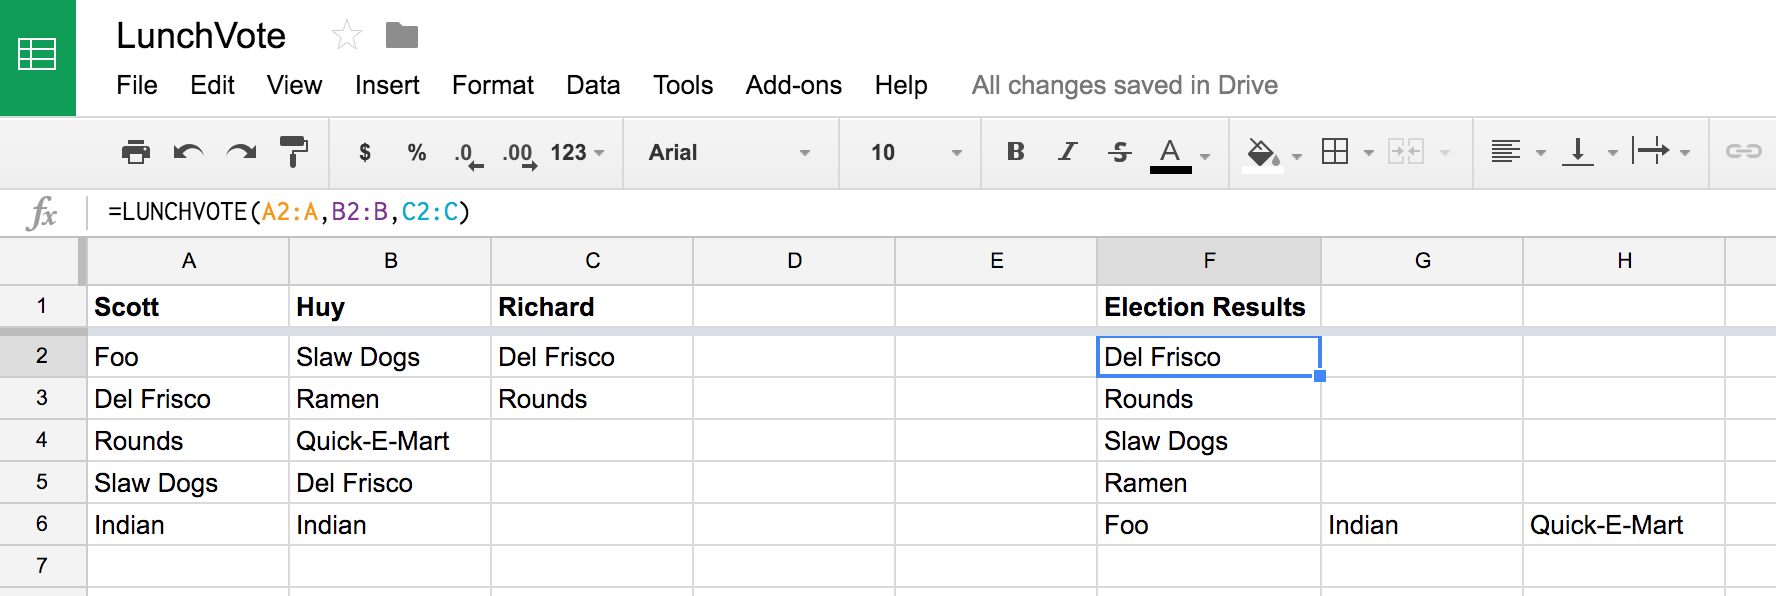 LunchVote
File Edit View Insert Format Data Tools Add-ons Help All changes saved in Drive
$ % .0 .00 123 Arial 10 B I S A
fx =LUNCHVOTE(A2:A,B2:B,C2:C)
A B C D E F G H
1 Scott Huy Richard Election Results
2 Foo Slaw Dogs Del Frisco Del Frisco
3 Del Frisco Ramen Rounds Rounds
4 Rounds Quick-E-Mart Slaw Dogs
5 Slaw Dogs Del Frisco Ramen
6 Indian Indian Foo Indian Quick-E-Mart
7